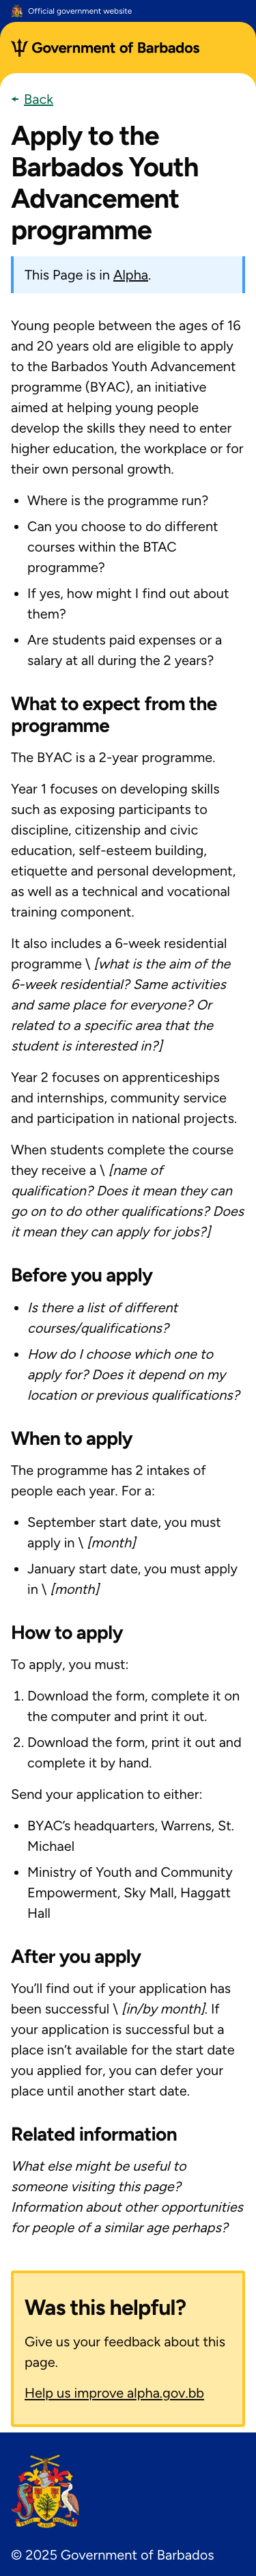 Official government website
Government of Barbados
Back
Apply to the
Barbados Youth
Advancement
programme
This Page is in Alpha.
Young people between the ages of 16
and 20 years old are eligible to apply
to the Barbados Youth Advancement
programme (BYAC), an initiative
aimed at helping young people
develop the skills they need to enter
higher education, the workplace or for
their own personal growth.
• Where is the programme run?
• Can you choose to do different
courses within the BTAC
programme?
• If yes, how might I find out about
them?
• Are students paid expenses or a
salary at all during the 2 years?
What to expect from the
programme
The BYAC is a 2-year programme.
Year 1 focuses on developing skills
such as exposing participants to
discipline, citizenship and civic
education, self-esteem building,
etiquette and personal development,
as well as a technical and vocational
training component.
It also includes a 6-week residential
programme \ [what is the aim of the
6-week residential? Same activities
and same place for everyone? Or
related to a specific area that the
student is interested in?]
Year 2 focuses on apprenticeships
and internships, community service
and participation in national projects.
When students complete the course
they receive a \ [name of
qualification? Does it mean they can
go on to do other qualifications? Does
it mean they can apply for jobs?]
Before you apply
• Is there a list of different
courses/qualifications?
• How do I choose which one to
apply for? Does it depend on my
location or previous qualifications?
When to apply
The programme has 2 intakes of
people each year. For a:
• September start date, you must
apply in \ [month]
• January start date, you must apply
in \ [month]
How to apply
To apply, you must:
1. Download the form, complete it on
the computer and print it out.
2. Download the form, print it out and
complete it by hand.
Send your application to either:
• BYAC’s headquarters, Warrens, St.
Michael
• Ministry of Youth and Community
Empowerment, Sky Mall, Haggatt
Hall
After you apply
You’ll find out if your application has
been successful \ [in/by month]. If
your application is successful but a
place isn’t available for the start date
you applied for, you can defer your
place until another start date.
Related information
What else might be useful to
someone visiting this page?
Information about other opportunities
for people of a similar age perhaps?
Was this helpful?
Give us your feedback about this
page.
Help us improve alpha.gov.bb
© 2025 Government of Barbados